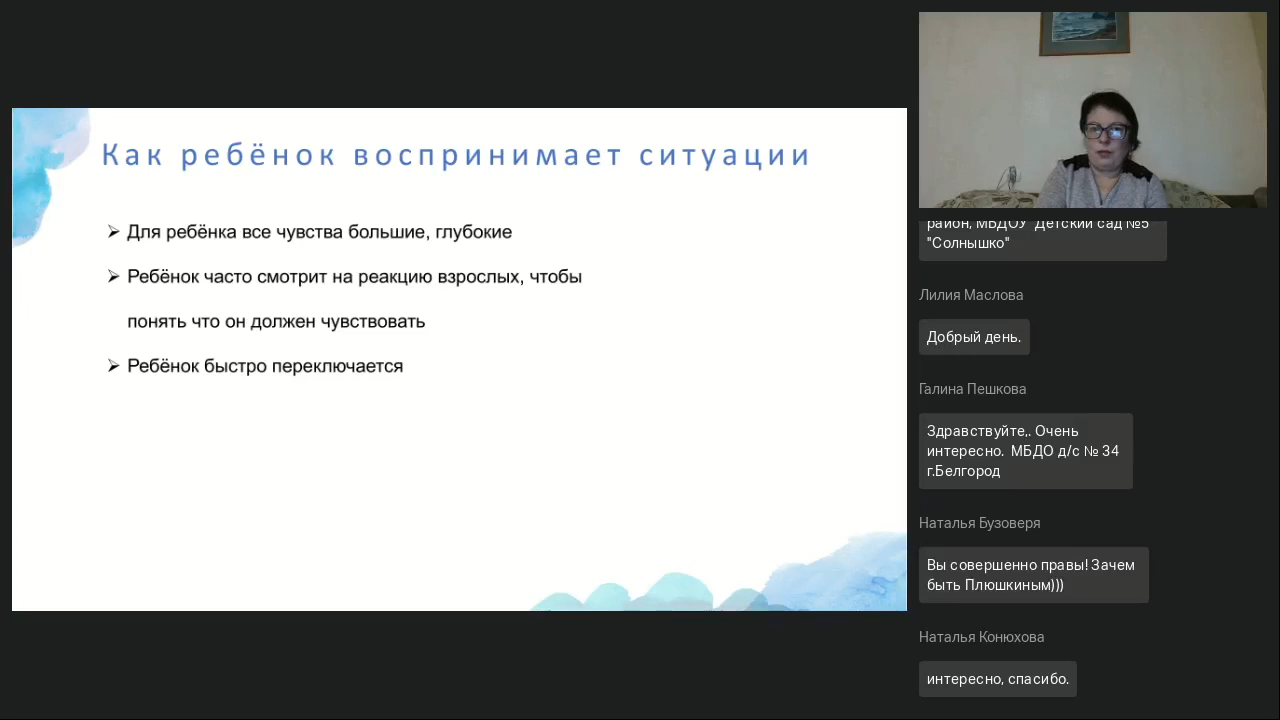 Как ребёнок воспринимает ситуации
Для ребёнка все чувства большие, глубокие
Ребёнок часто смотрит на реакцию взрослых, чтобы
понять что он должен чувствовать
Ребёнок быстро переключается
район, МБДОУ "Детский сад №5
"Солнышко"
Лилия Маслова
Добрый день.
Галина Пешкова
Здравствуйте,. Очень
интересно. МБДО д/с № 34
г.Белгород
Наталья Бузоверя
Вы совершенно правы! Зачем
быть Плюшкиным)))
Наталья Конюхова
интересно, спасибо.